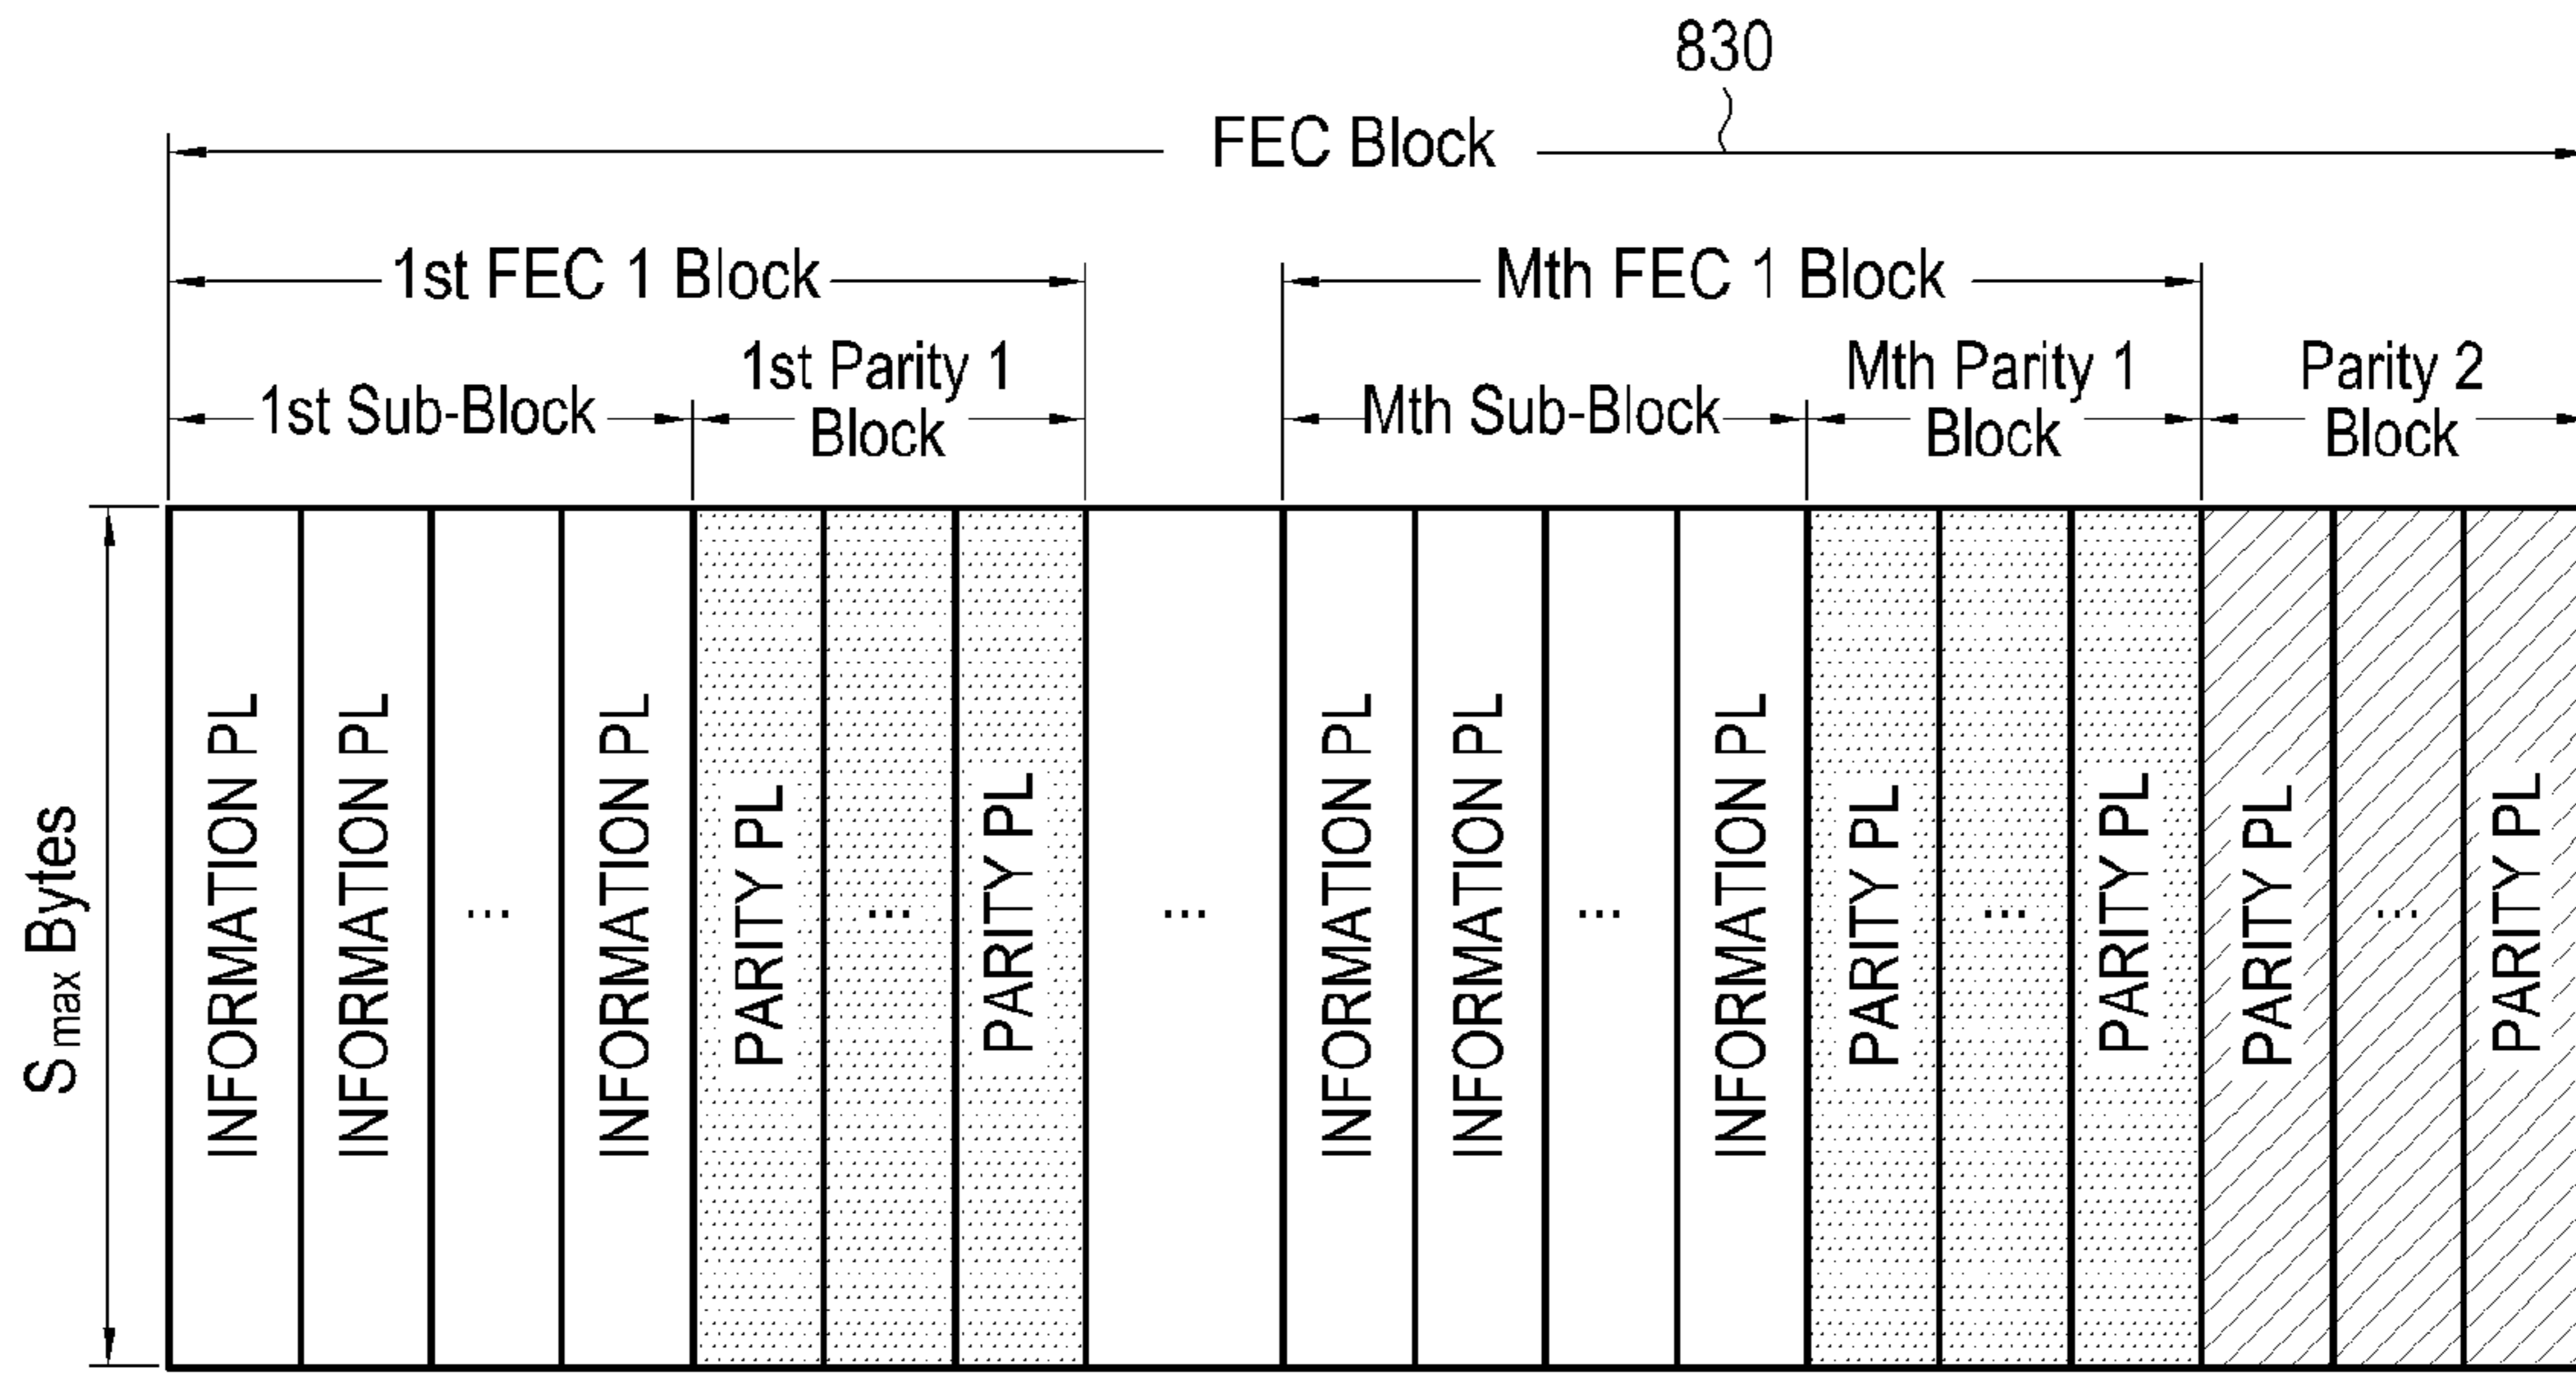 830
FEC Block
1st FEC 1 Block
Mth FEC 1 Block
1st Sub-Block
1st Parity 1
Block
Mth Sub-Block
Mth Parity 1
Block
Parity 2
Block
Smax Bytes
INFORMATION PL
INFORMATION PL
...
INFORMATION PL
PARITY PL
...
PARITY PL
...
INFORMATION PL
INFORMATION PL
...
INFORMATION PL
PARITY PL
...
PARITY PL
PARITY PL
...
PARITY PL